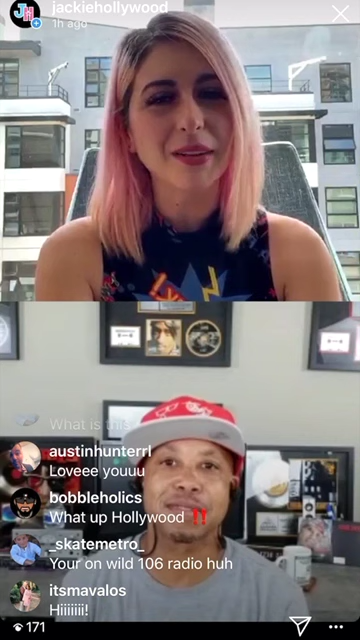 jackiehollywood
1h ago
What is this
austinhunterrl
Loveee youuu
bobbleholics
What up Hollywood ‼️
_skatemetro_
Your on wild 106 radio huh
itsmavalos
Hiiiiiii!
171